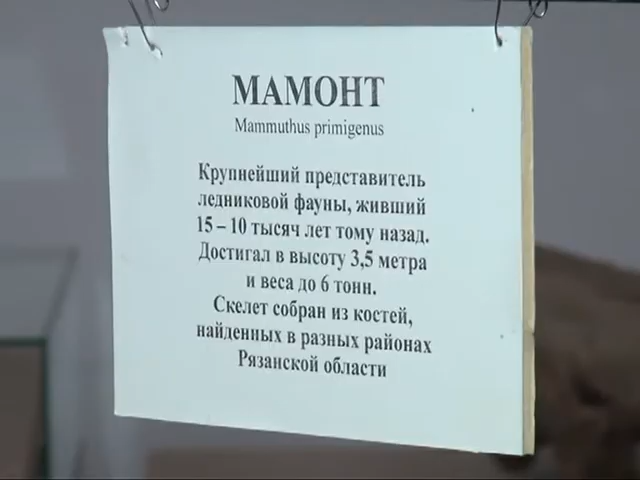 МАМОНТ
Mammuthus primigenus
Крупнейший представитель
ледниковой фауны, живший
15 – 10 тысяч лет тому назад.
Достигал в высоту 3,5 метра
и веса до 6 тонн.
Скелет собран из костей,
найденных в разных районах
Рязанской области